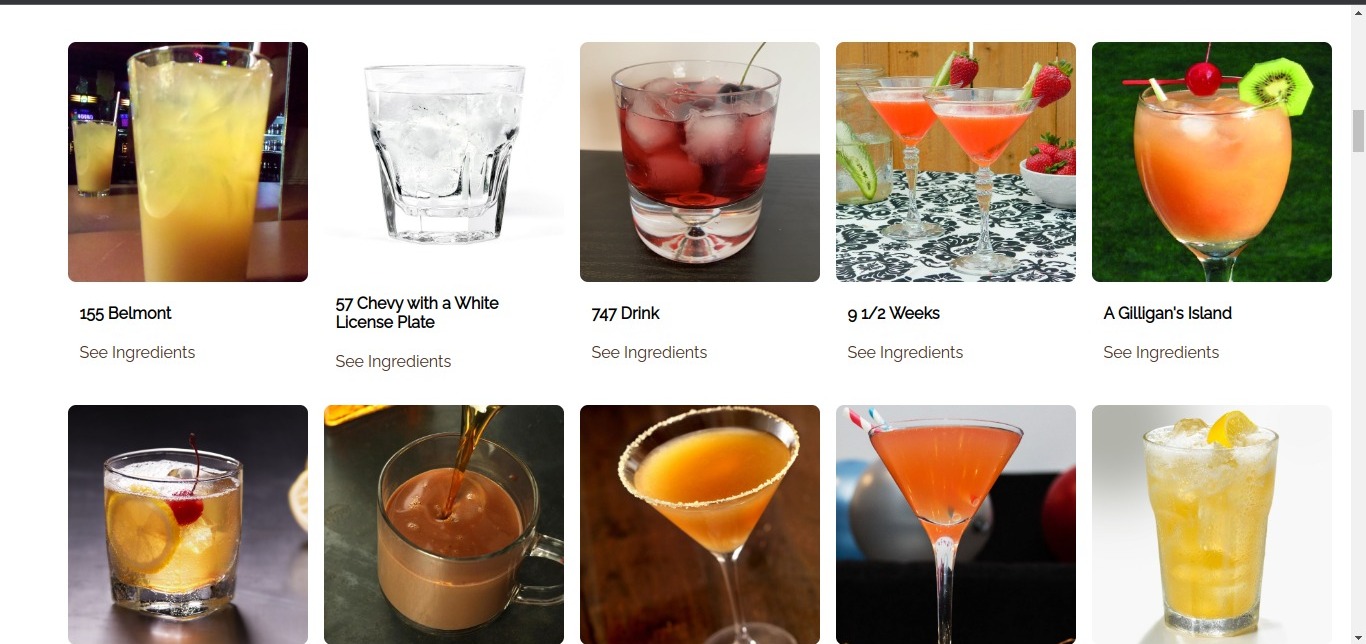 155 Belmont
See Ingredients
57 Chevy with a White
License Plate
See Ingredients
747 Drink
See Ingredients
9 1/2 Weeks
See Ingredients
A Gilligan's Island
See Ingredients